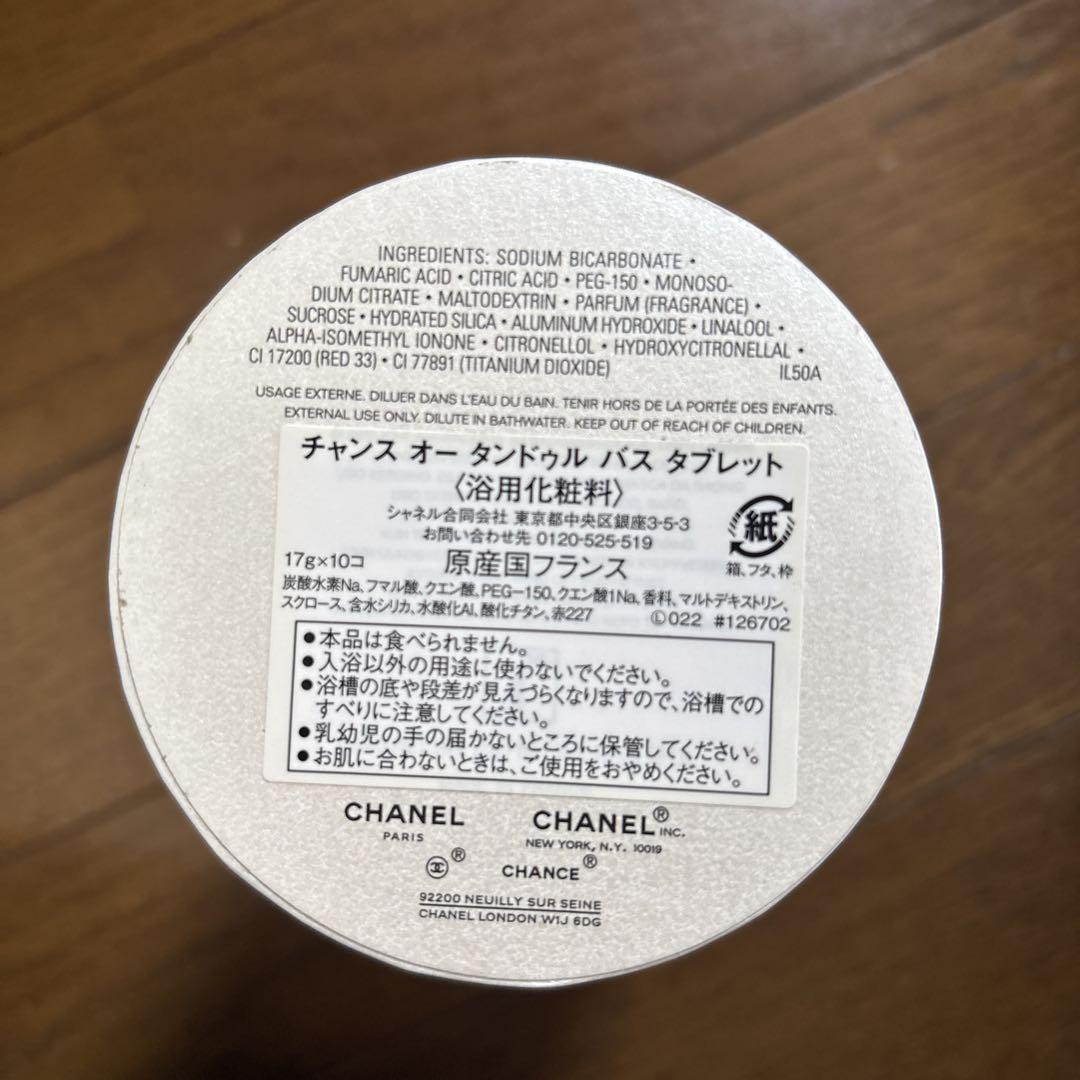 INGREDIENTS: SODIUM BICARBONATE •
FUMARIC ACID • CITRIC ACID • PEG-150 • MONOSO-
DIUM CITRATE • MALTODEXTRIN • PARFUM (FRAGRANCE) •
SUCROSE • HYDRATED SILICA • ALUMINUM HYDROXIDE • LINALOOL •
ALPHA-ISOMETHYL IONONE • CITRONELLOL • HYDROXYCITRONELLAL •
CI 17200 (RED 33) • CI 77891 (TITANIUM DIOXIDE) IL50A
USAGE EXTERNE. DILUER DANS L'EAU DU BAIN. TENIR HORS DE LA PORTÉE DES ENFANTS.
EXTERNAL USE ONLY. DILUTE IN BATHWATER. KEEP OUT OF REACH OF CHILDREN.
チャンス オー タンドゥル バス タブレット
〈浴用化粧料〉
シャネル合同会社 東京都中央区銀座3-5-3
お問い合わせ先 0120-525-519
紙
箱、フタ、枠
17g×10コ 原産国フランス
炭酸水素Na、フマル酸、クエン酸、PEG-150、クエン酸1Na、香料、マルトデキストリン、
スクロース、含水シリカ、水酸化Al、酸化チタン、赤227 Ⓛ022 #126702
●本品は食べられません。
●入浴以外の用途に使わないでください。
●浴槽の底や段差が見えづらくなりますので、浴槽での
すべりに注意してください。
●乳幼児の手の届かないところに保管してください。
●お肌に合わないときは、ご使用をおやめください。
CHANEL CHANEL® INC.
PARIS NEW YORK, N.Y. 10019
® CHANCE®
92200 NEUILLY SUR SEINE
CHANEL LONDON W1J 6DG